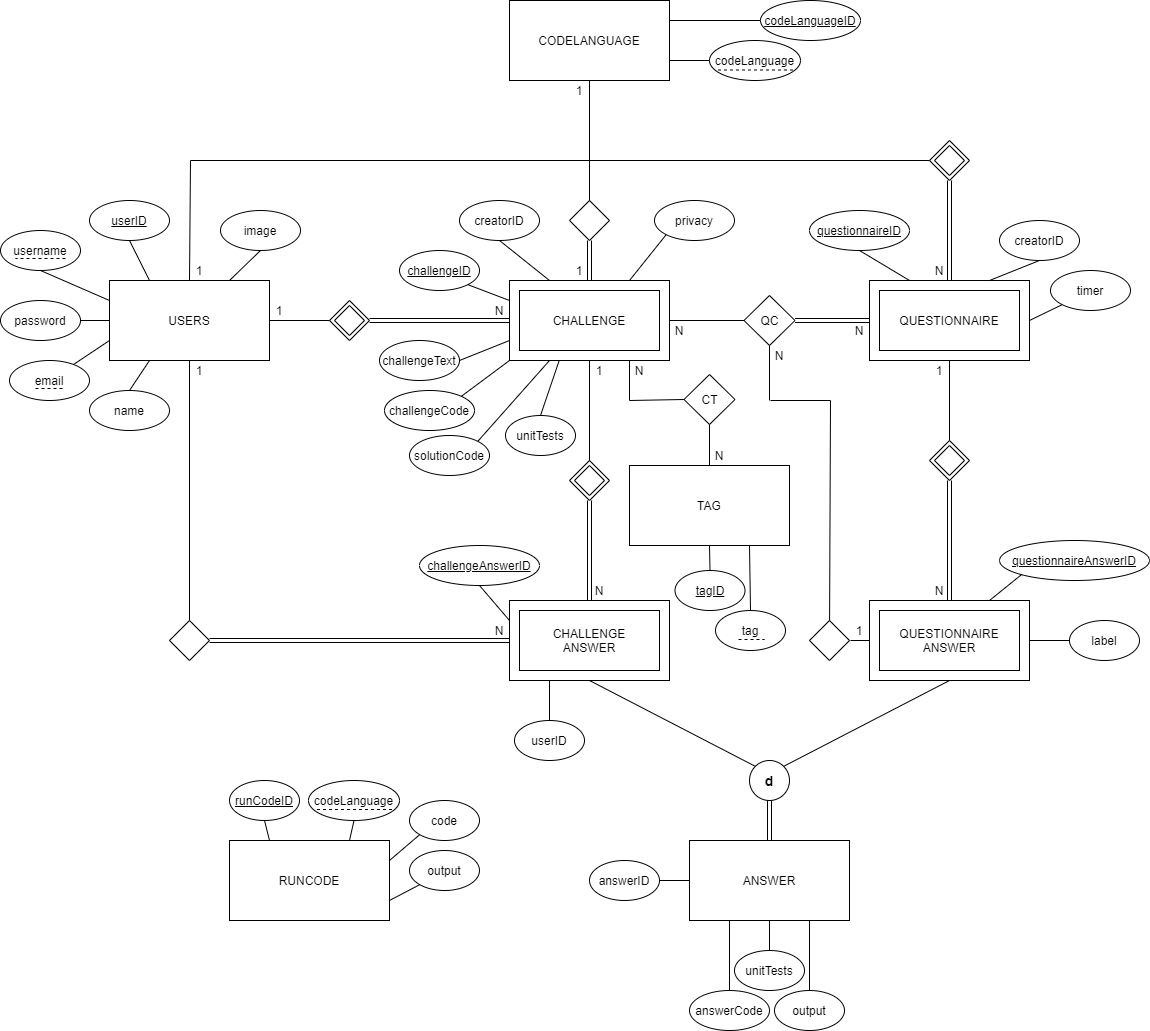 codeLanguageID
CODELANGUAGE
codeLanguage
1
userID
image
creatorID
privacy
questionnaireID
creatorID
username
challengeID
1
1
N
timer
USERS
password
1
N
CHALLENGE
N
QC
N
QUESTIONNAIRE
email
1
challengeText
1
N
N
1
name
challengeCode
CT
solutionCode
unitTests
N
TAG
challengeAnswerID
questionnaireAnswerID
tagID
N
N
N
CHALLENGE
ANSWER
tag
1
QUESTIONNAIRE
ANSWER
label
userID
d
runCodeID
codeLanguage
code
output
RUNCODE
answerID
ANSWER
unitTests
answerCode
output